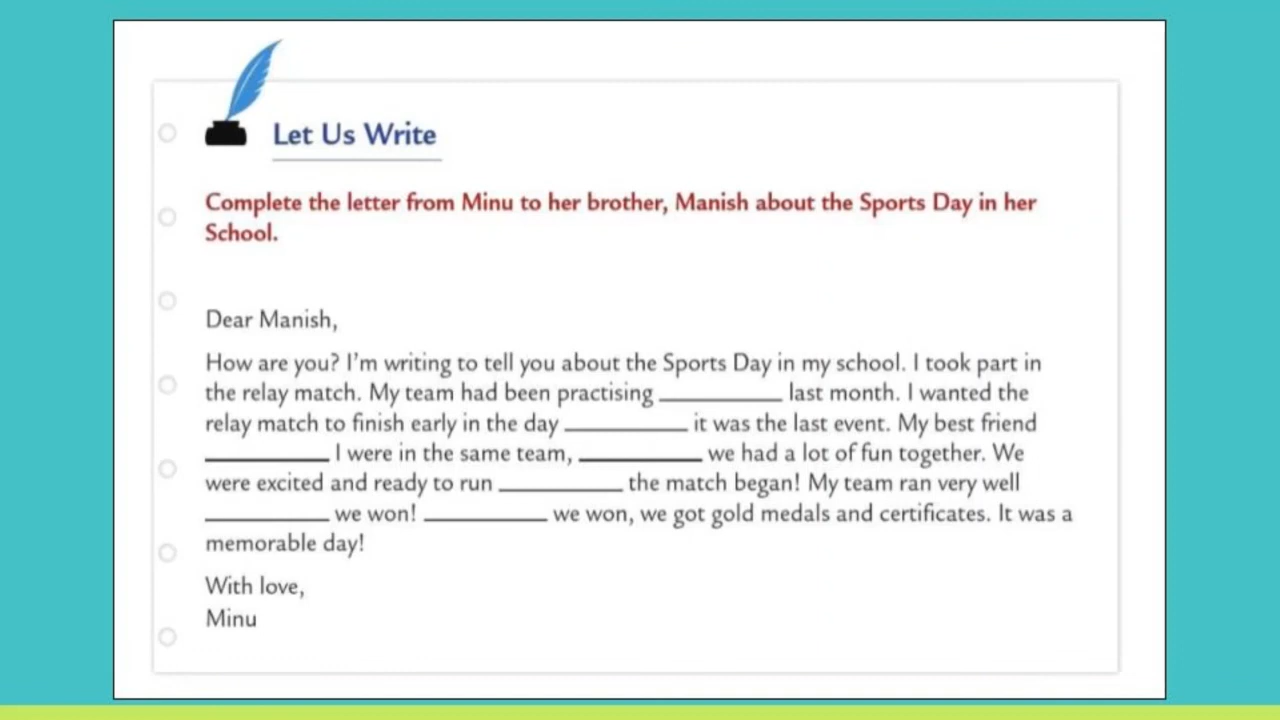 Let Us Write
Complete the letter from Minu to her brother, Manish about the Sports Day in her
School.
Dear Manish,
How are you? I'm writing to tell you about the Sports Day in my school. I took part in
the relay match. My team had been practising __________ last month. I wanted the
relay match to finish early in the day __________ it was the last event. My best friend
__________ I were in the same team, __________ we had a lot of fun together. We
were excited and ready to run __________ the match began! My team ran very well
__________ we won! __________ we won, we got gold medals and certificates. It was a
memorable day!
With love,
Minu